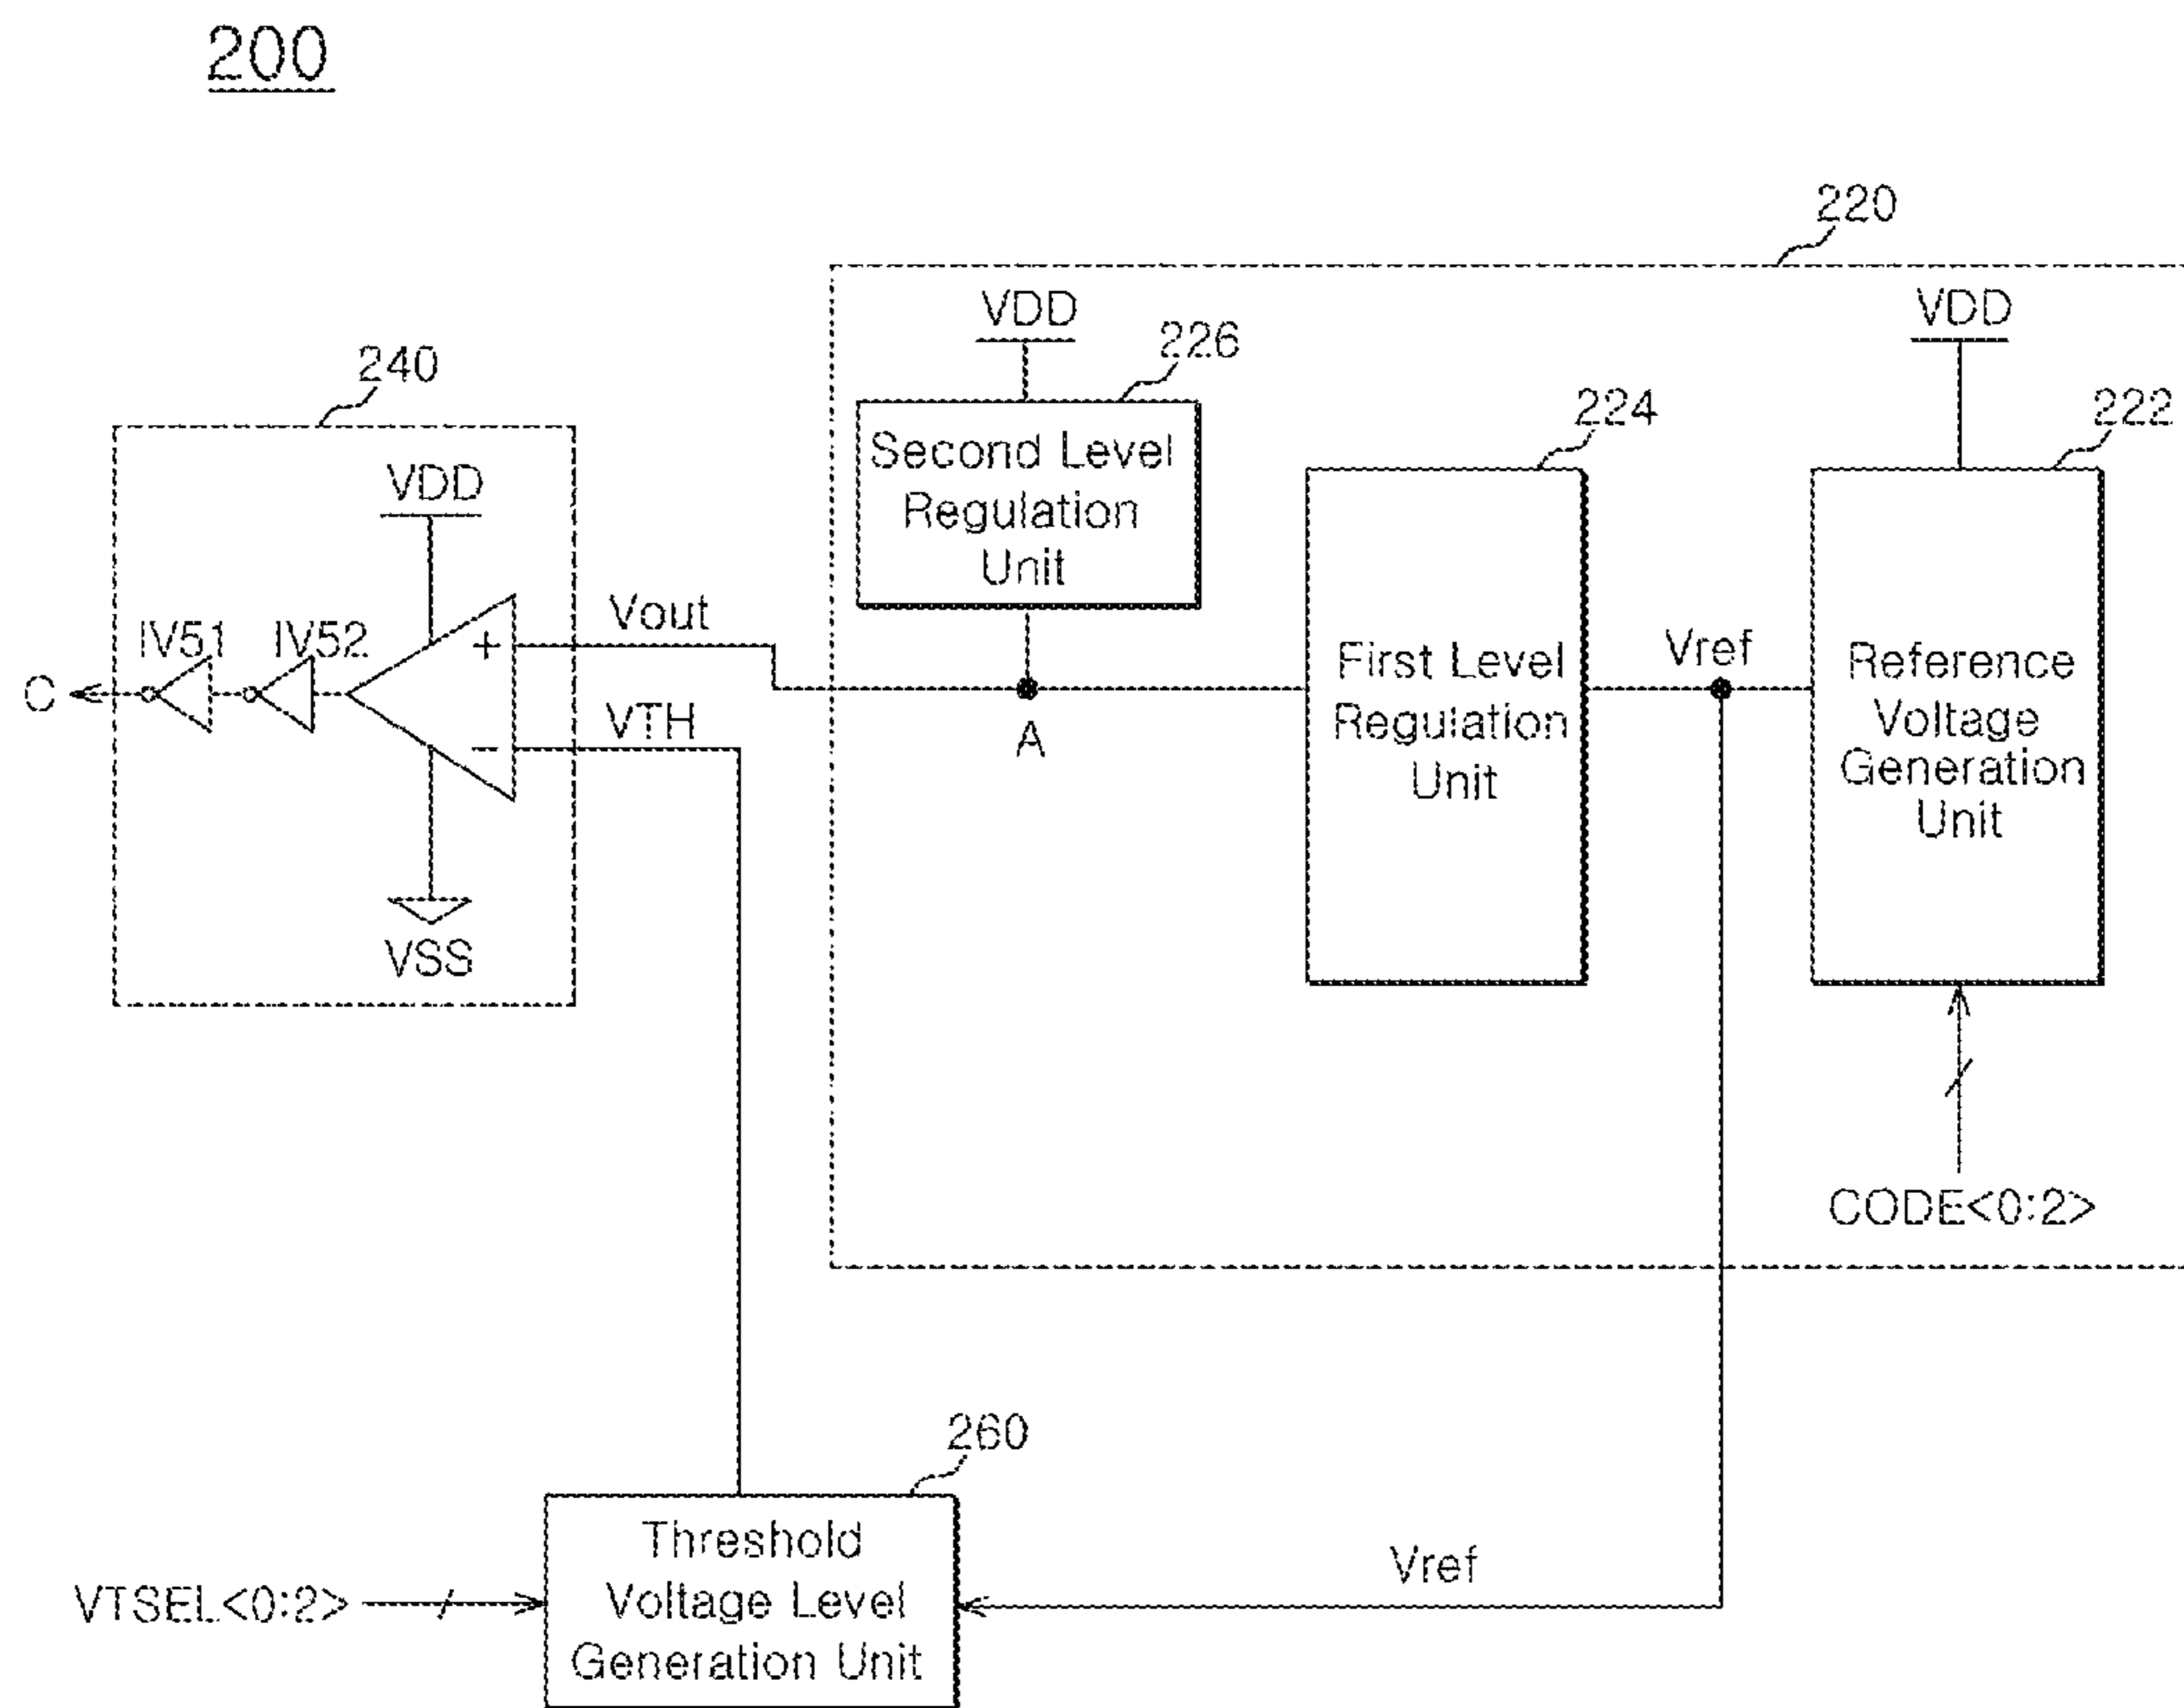 200
220
VDD
226
VDD
240
Second Level
Regulation
Unit
224
222
VDD
First Level
Regulation
Unit
Vref
Reference
Voltage
Generation
Unit
IV51
IV52
+
Vout
C
−
VTH
A
VSS
CODE<0:2>
260
Threshold
Voltage Level
Generation Unit
VTSEL<0:2>
Vref